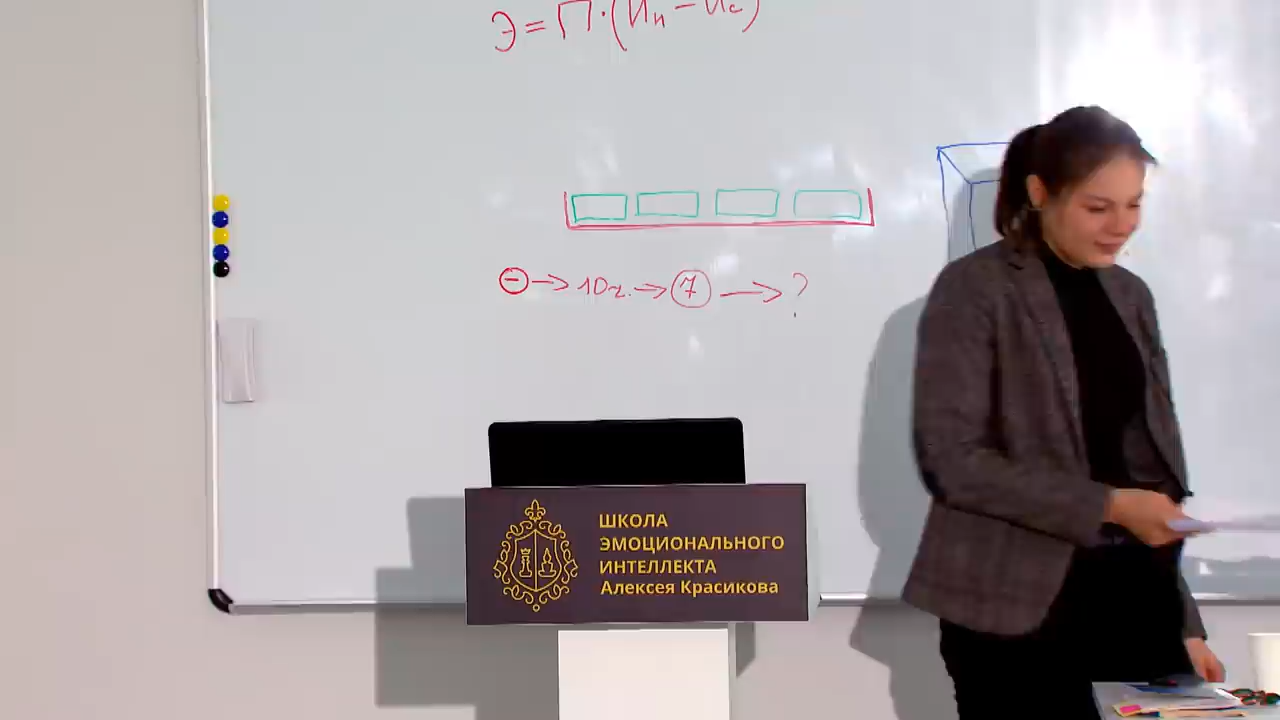 Э = П·(Ин − Ис)
⊖ → 10 г. → 7 → ?
ШКОЛА
ЭМОЦИОНАЛЬНОГО
ИНТЕЛЛЕКТА
Алексея Красикова